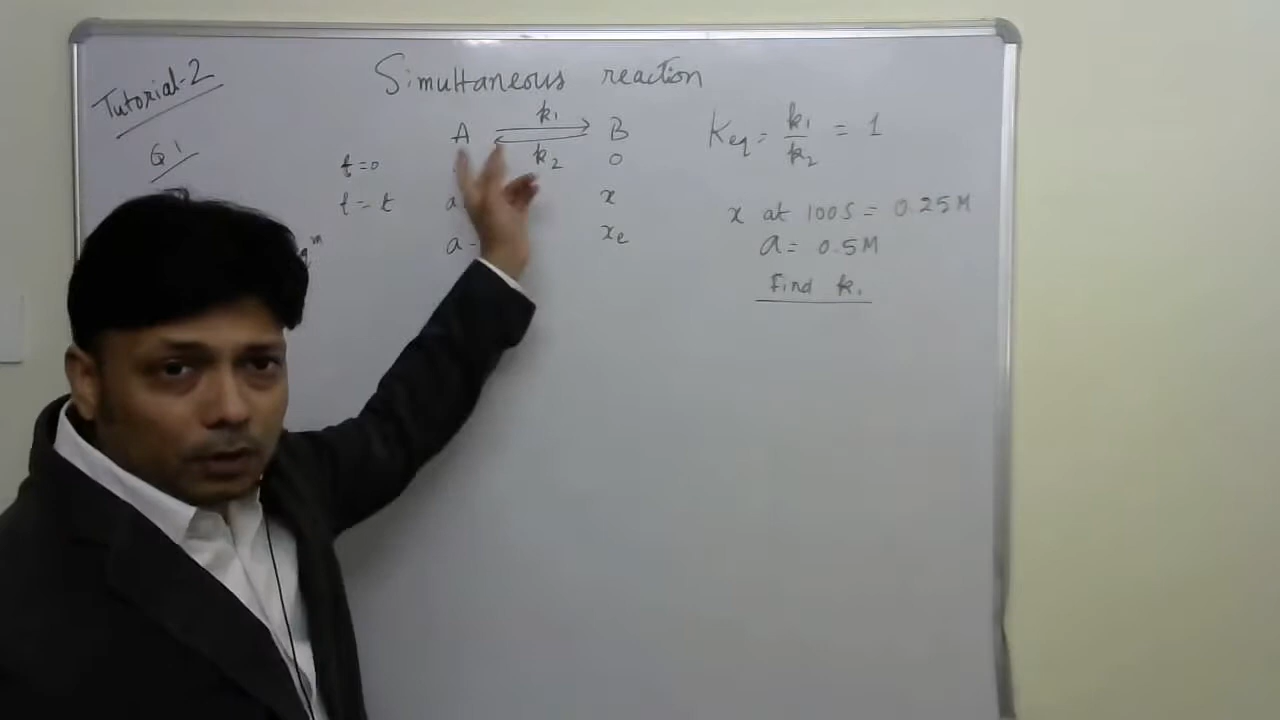 Tutorial-2
Simultaneous reaction
Q1
A k1 ⇌ k2 B
Keq = k1/k2 = 1
t=0 0
t = t a x
x at 100S = 0.25M
a - xe
a = 0.5M
Find k1